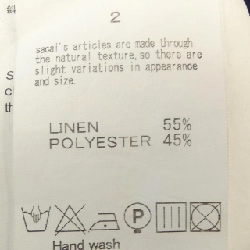 2
sacai's articles are made through
the natural texture, so there are
slight variations in appearance
and size.
LINEN 55%
POLYESTER 45%
P
Hand wash